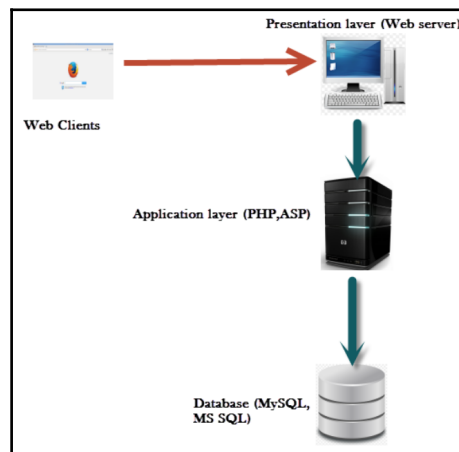 Presentation layer (Web server)
Web Clients
Application layer (PHP,ASP)
Database (MySQL,
MS SQL)